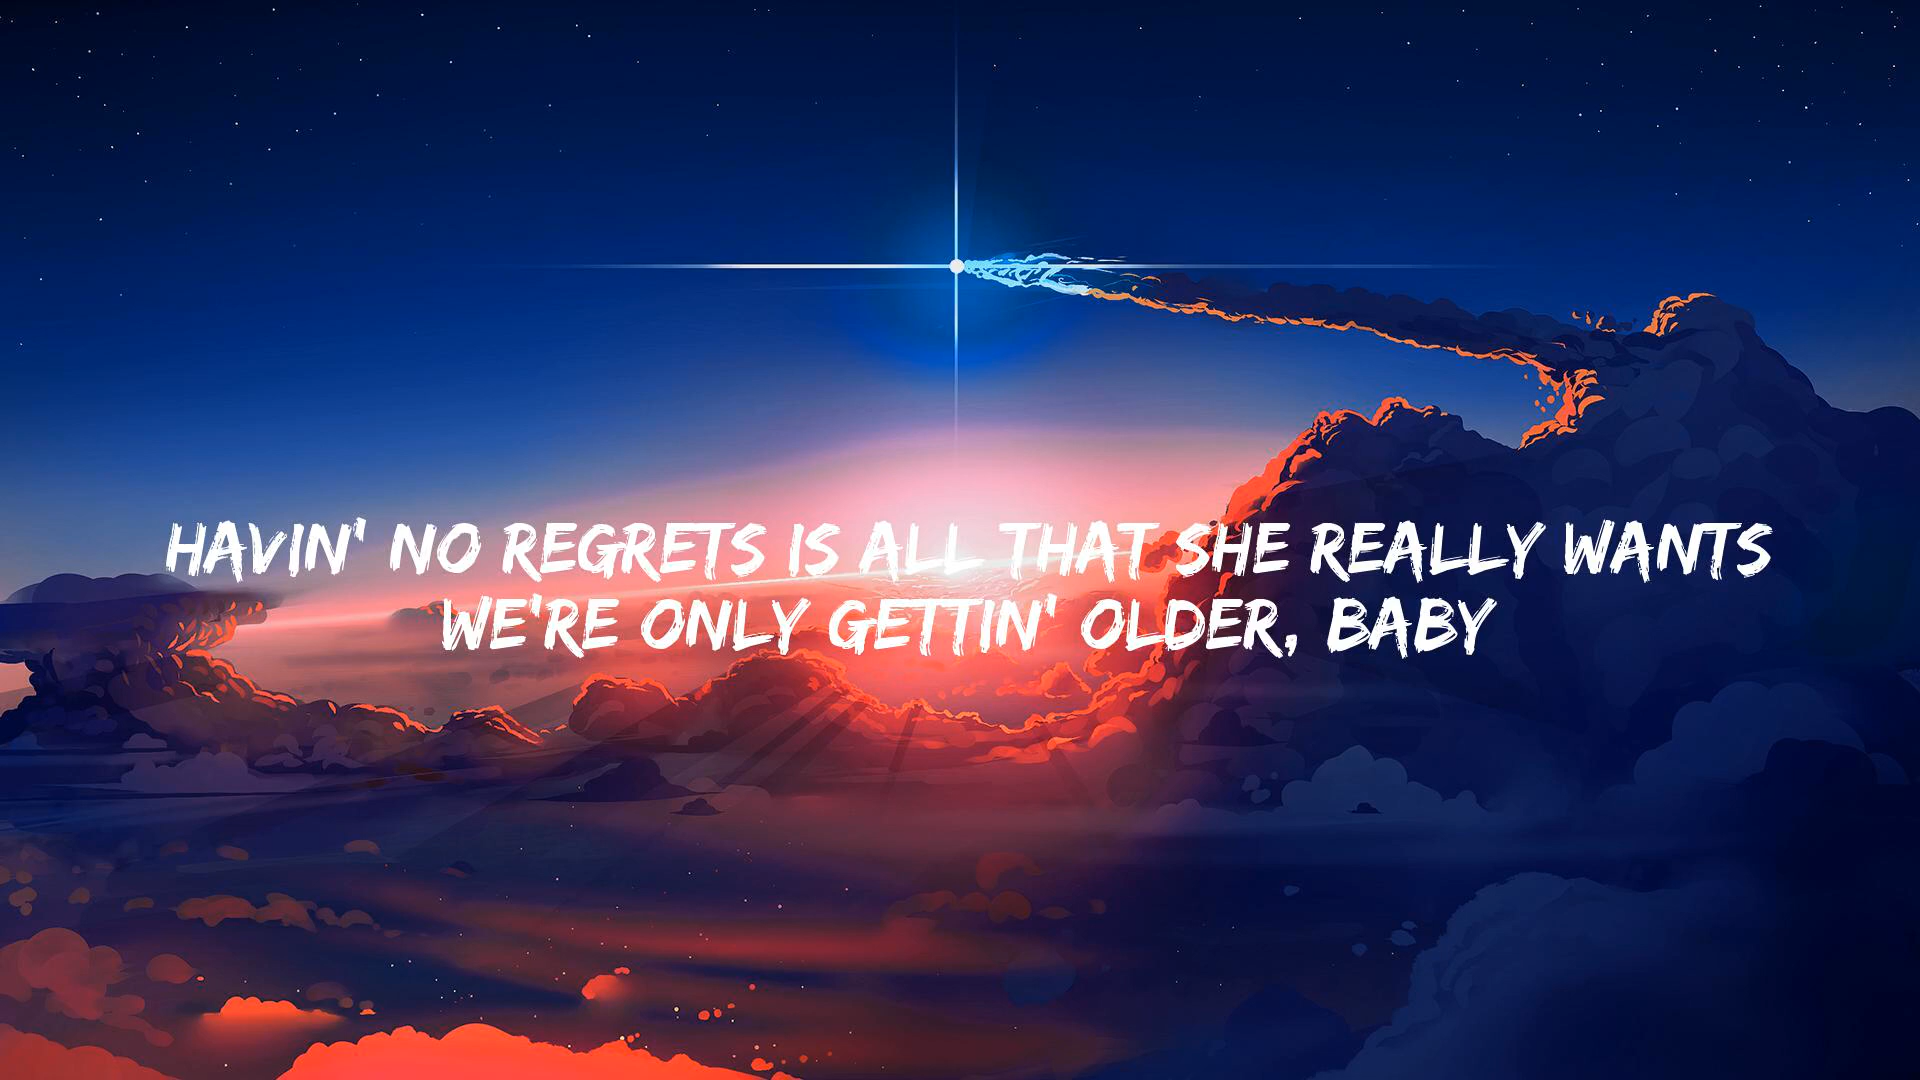 HAVIN' NO REGRETS IS ALL THAT SHE REALLY WANTS
WE'RE ONLY GETTIN' OLDER, BABY